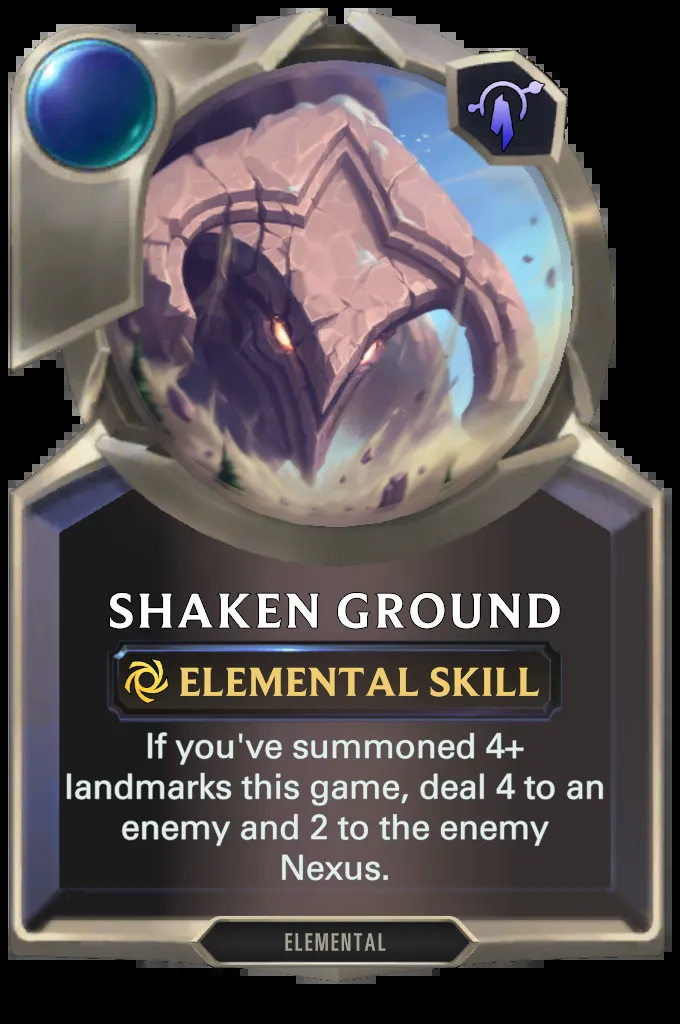 SHAKEN GROUND
ELEMENTAL SKILL
If you've summoned 4+
landmarks this game, deal 4 to an
enemy and 2 to the enemy
Nexus.
ELEMENTAL